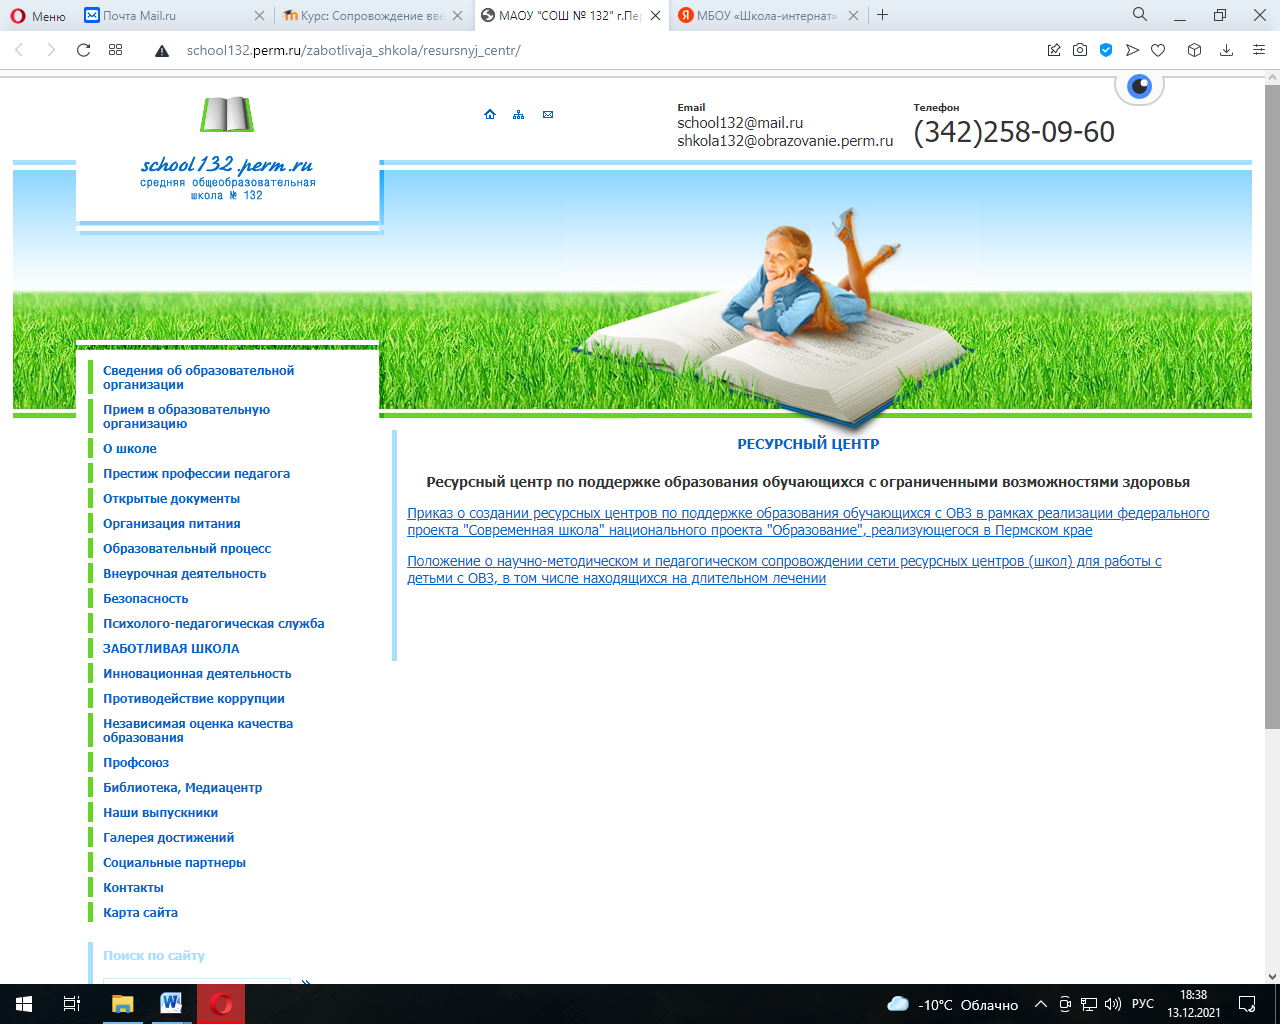 Меню
Почта Mail.ru
Курс: Сопровождение вве
МАОУ "СОШ № 132" г.Пе
МБОУ «Школа-интернат»
school132.perm.ru/zabotlivaja_shkola/resursnyj_centr/
Email
school132@mail.ru
shkola132@obrazovanie.perm.ru
Телефон
(342)258-09-60
school132.perm.ru
средняя общеобразовательная
школа № 132
Сведения об образовательной
организации
Прием в образовательную
организацию
О школе
Престиж профессии педагога
Открытые документы
Организация питания
Образовательный процесс
Внеурочная деятельность
Безопасность
Психолого-педагогическая служба
ЗАБОТЛИВАЯ ШКОЛА
Инновационная деятельность
Противодействие коррупции
Независимая оценка качества
образования
Профсоюз
Библиотека, Медиацентр
Наши выпускники
Галерея достижений
Социальные партнеры
Контакты
Карта сайта
Поиск по сайту
РЕСУРСНЫЙ ЦЕНТР
Ресурсный центр по поддержке образования обучающихся с ограниченными возможностями здоровья
Приказ о создании ресурсных центров по поддержке образования обучающихся с ОВЗ в рамках реализации федерального
проекта "Современная школа" национального проекта "Образование", реализующегося в Пермском крае
Положение о научно-методическом и педагогическом сопровождении сети ресурсных центров (школ) для работы с
детьми с ОВЗ, в том числе находящихся на длительном лечении
-10°C Облачно
РУС
18:38
13.12.2021